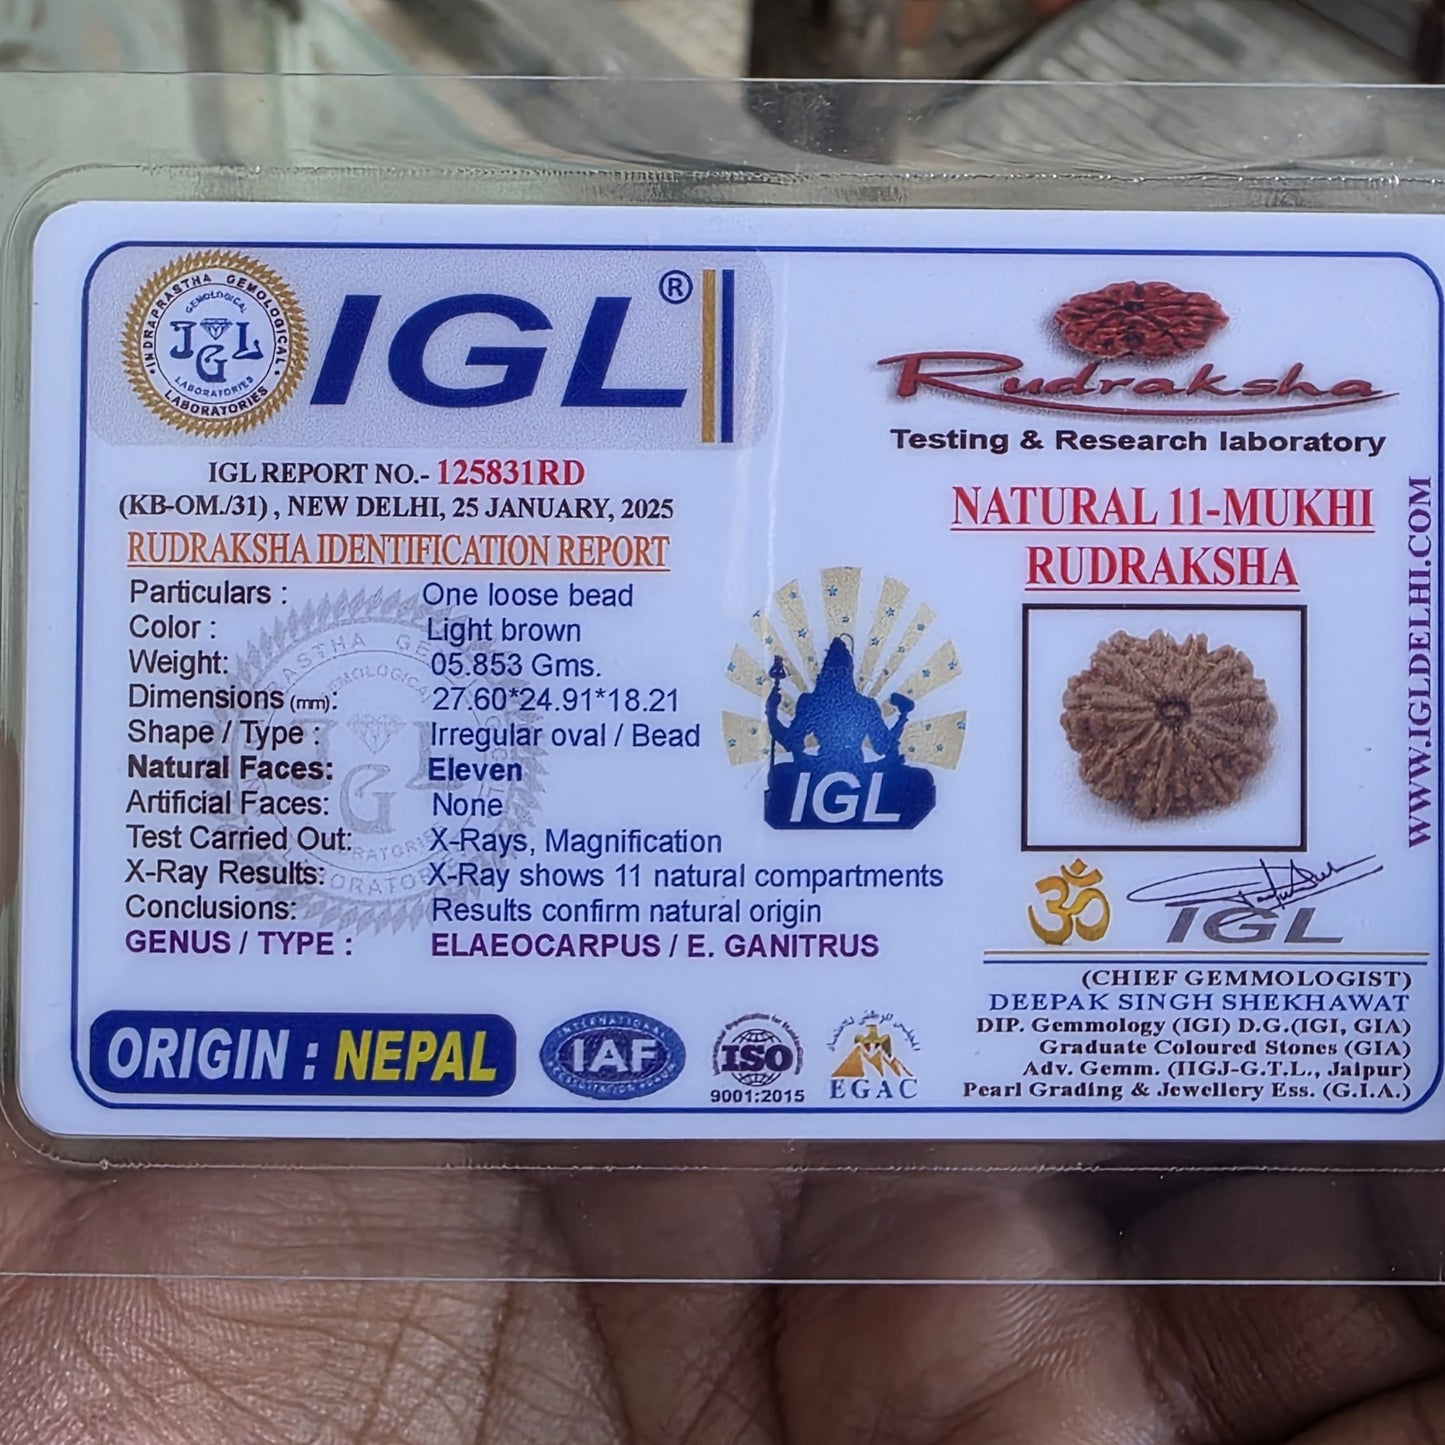 INDRAPRASTHA GEMOLOGICAL
LABORATORIES
GEMOLOGICAL
IGL
LABORATORIES
IGL®
IGL REPORT NO.- 125831RD
(KB-OM./31) , NEW DELHI, 25 JANUARY, 2025
RUDRAKSHA IDENTIFICATION REPORT
Particulars : One loose bead
Color : Light brown
Weight: 05.853 Gms.
Dimensions (mm): 27.60*24.91*18.21
Shape / Type : Irregular oval / Bead
Natural Faces: Eleven
Artificial Faces: None
Test Carried Out: X-Rays, Magnification
X-Ray Results: X-Ray shows 11 natural compartments
Conclusions: Results confirm natural origin
GENUS / TYPE : ELAEOCARPUS / E. GANITRUS
ORIGIN : NEPAL
IAF
ISO
9001:2015
EGAC
IGL
Rudraksha
Testing & Research laboratory
NATURAL 11-MUKHI
RUDRAKSHA
ॐ
IGL
(CHIEF GEMMOLOGIST)
DEEPAK SINGH SHEKHAWAT
DIP. Gemmology (IGI) D.G.(IGI, GIA)
Graduate Coloured Stones (GIA)
Adv. Gemm. (IIGJ-G.T.L., Jaipur)
Pearl Grading & Jewellery Ess. (G.I.A.)
WWW.IGLDELHI.COM